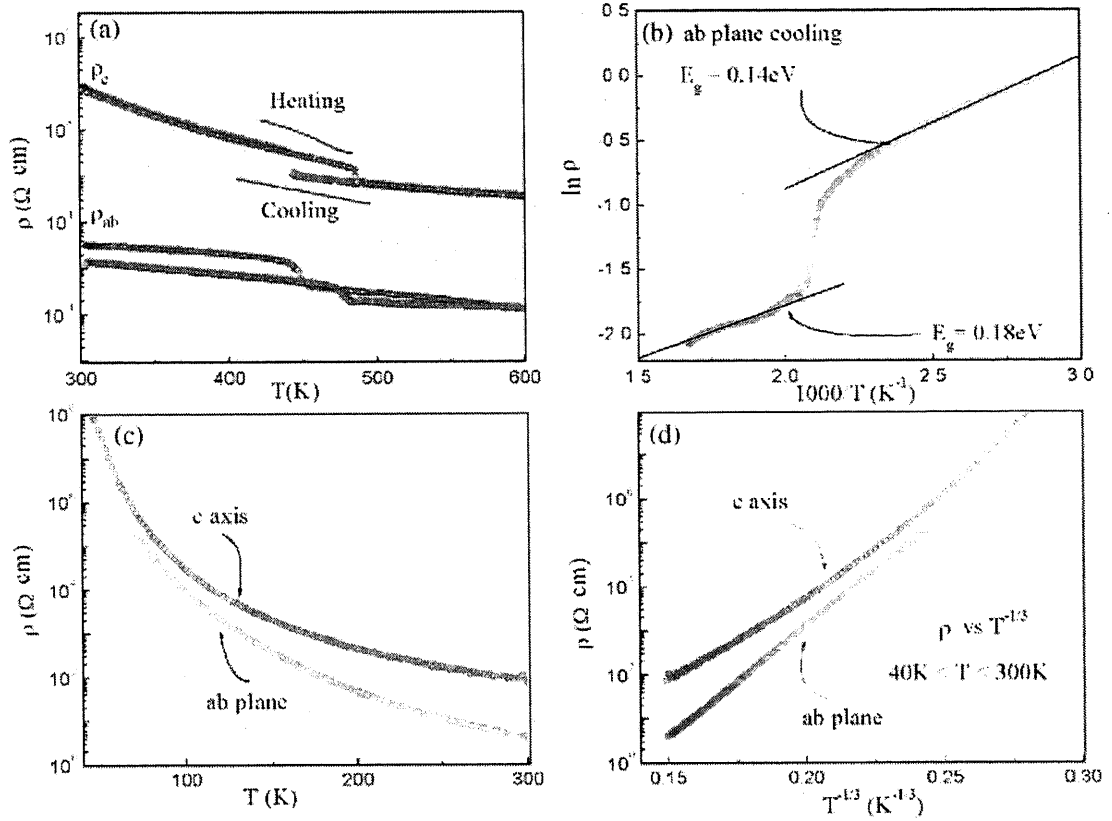 (a)
ρc
Heating
Cooling
ρab
ρ (Ω cm)
300
400
500
600
T(K)
(b) ab plane cooling
Eg = 0.14eV
Eg = 0.18eV
ln ρ
0.5
0.0
-0.5
-1.0
-1.5
-2.0
1.5
2.0
2.5
3.0
1000/T (K⁻¹)
(c)
c axis
ab plane
ρ (Ω cm)
100
200
300
T (K)
(d)
c axis
ab plane
ρ vs T⁻¹/³
40K < T < 300K
ρ (Ω cm)
0.15
0.20
0.25
0.30
T⁻¹/³ (K⁻¹/³)